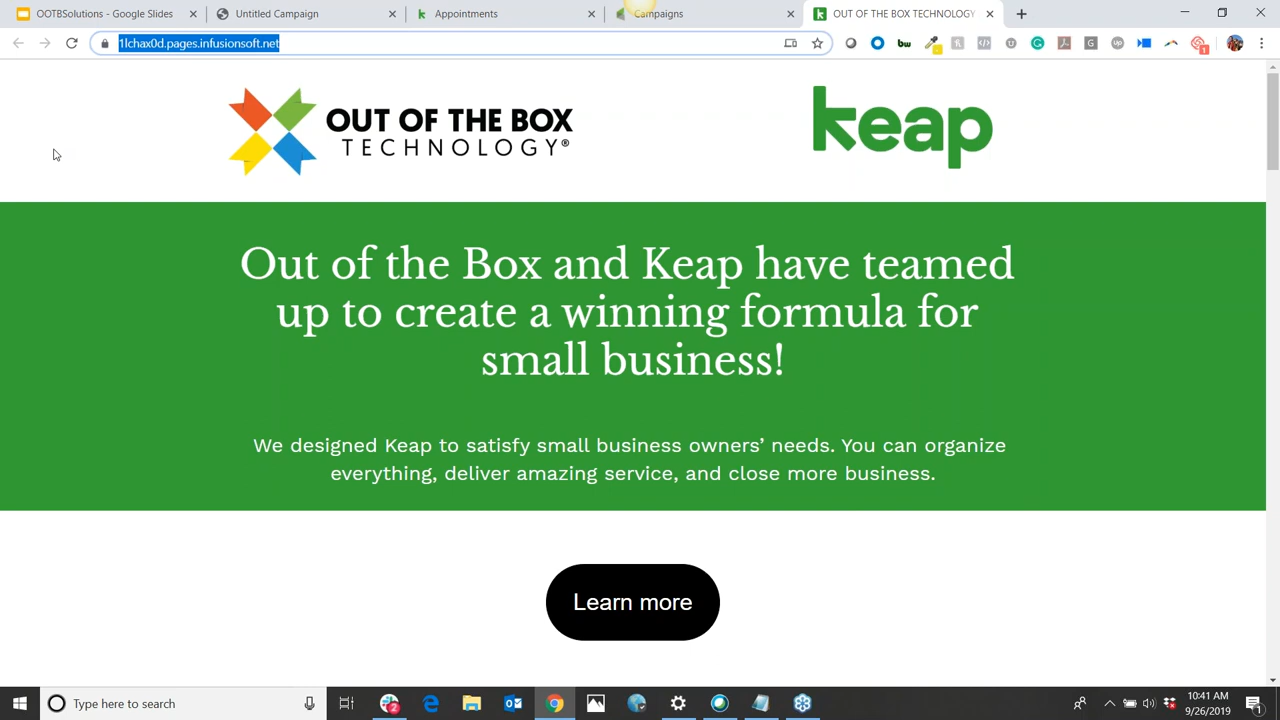 OOTBSolutions - Google Slides
Untitled Campaign
Appointments
Campaigns
OUT OF THE BOX TECHNOLOGY
1lchax0d.pages.infusionsoft.net
OUT OF THE BOX
TECHNOLOGY®
keap
Out of the Box and Keap have teamed
up to create a winning formula for
small business!
We designed Keap to satisfy small business owners’ needs. You can organize
everything, deliver amazing service, and close more business.
Learn more
Type here to search
10:41 AM
9/26/2019